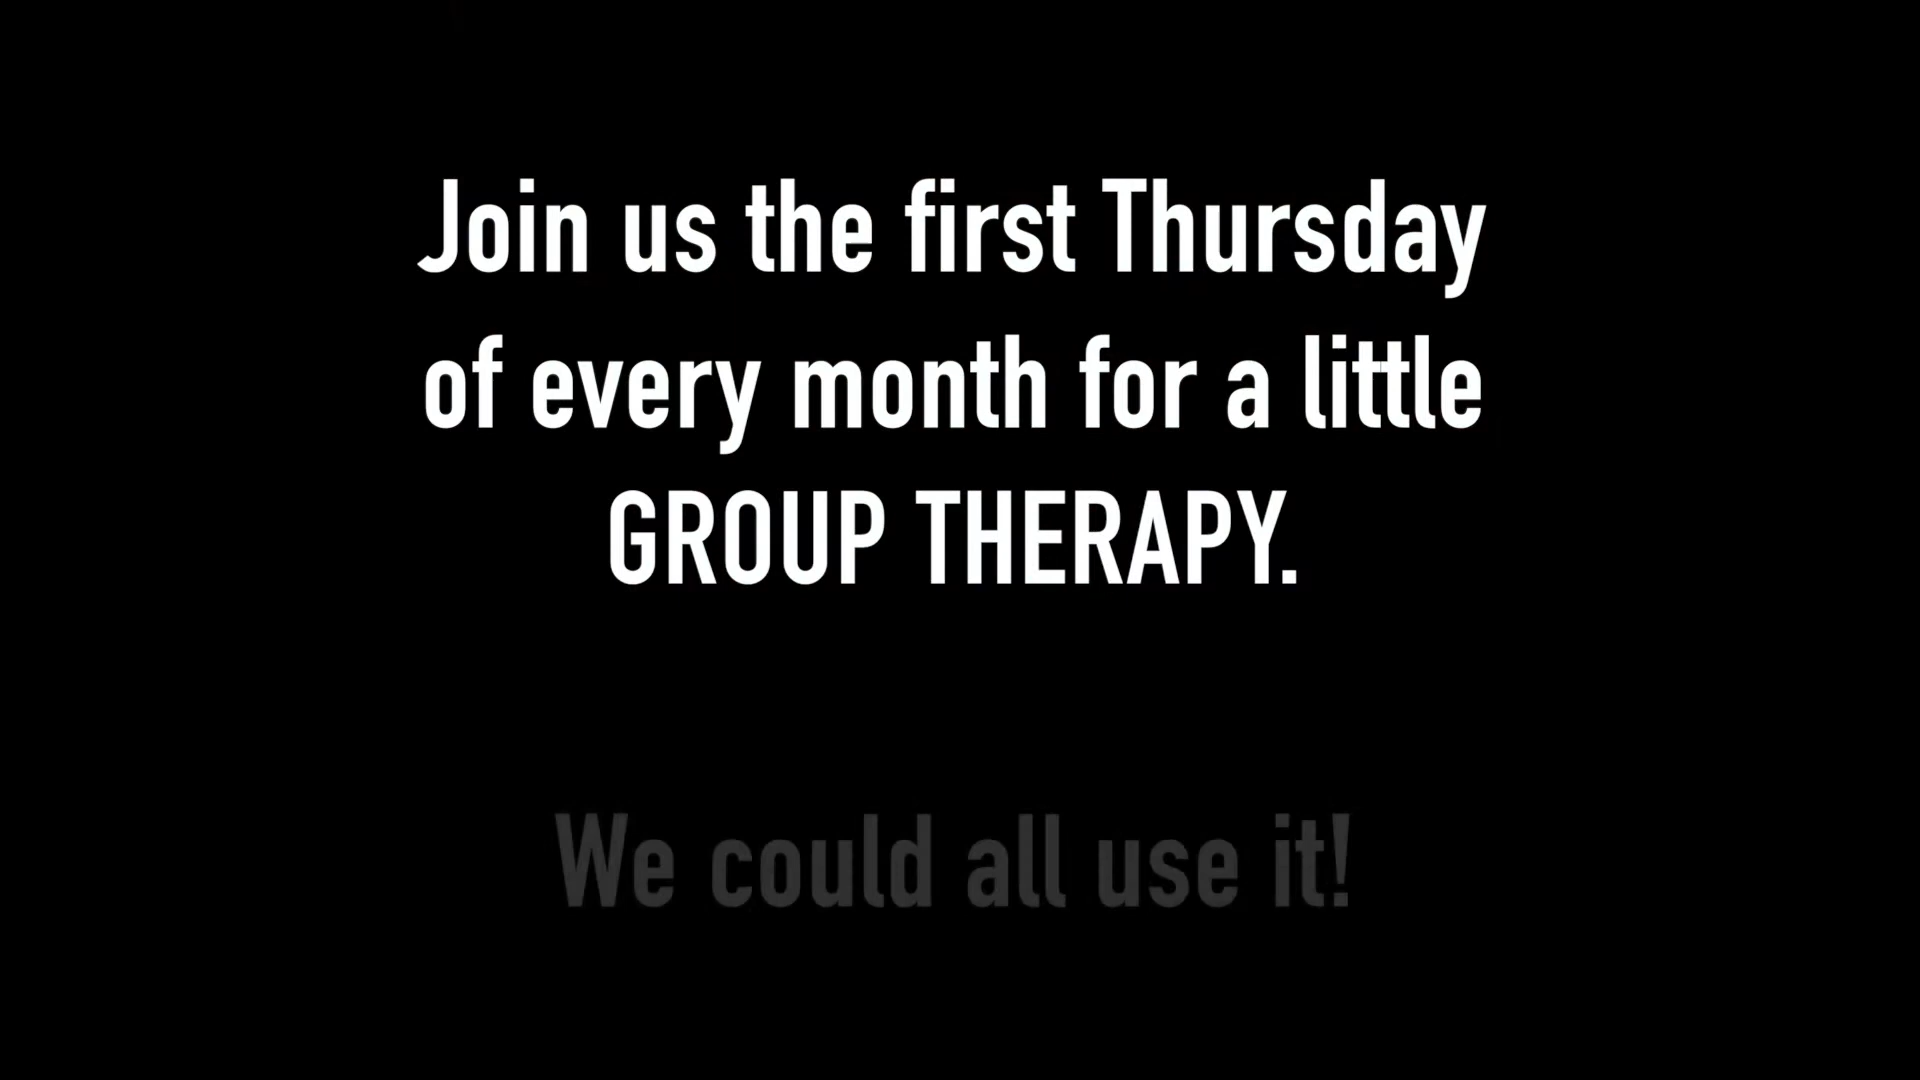 Join us the first Thursday
of every month for a little
GROUP THERAPY.
We could all use it!